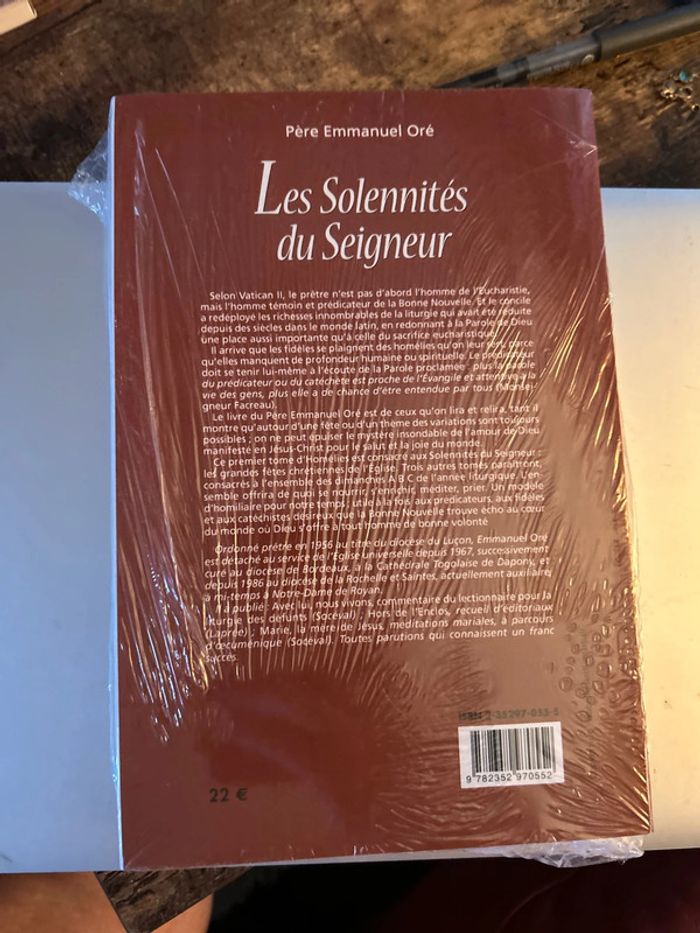 Père Emmanuel Oré
Les Solennités
du Seigneur
Selon Vatican II, le prêtre n'est pas d'abord l'homme de l'Eucharistie,
mais l'homme témoin et prédicateur de la Bonne Nouvelle. Et le concile
a redéployé les richesses innombrables de la liturgie qui avait été réduite
depuis des siècles dans le monde latin, en redonnant à la Parole de Dieu
une place aussi importante qu'à celle du sacrifice eucharistique.
Il arrive que les fidèles se plaignent des homélies qu'on leur sert, parce
qu'elles manquent de profondeur humaine ou spirituelle. Le prédicateur
doit se tenir lui-même à l'écoute de la Parole proclamée : plus la parole
du prédicateur ou du catéchète est proche de l'Évangile et attentive à la
vie des gens, plus elle a de chance d'être entendue par tous (Monsei-
gneur Facreau).
Le livre du Père Emmanuel Oré est de ceux qu'on lira et relira, tant il
montre qu'autour d'une fête ou d'un thème des variations sont toujours
possibles ; on ne peut épuiser le mystère insondable de l'amour de Dieu
manifesté en Jésus-Christ pour le salut et la joie du monde.
Ce premier tome d'Homélies est consacré aux Solennités du Seigneur :
les grandes fêtes chrétiennes de l'Église. Trois autres tomes paraîtront,
consacrés à l'ensemble des dimanches A B C de l'année liturgique. L'en-
semble offrira de quoi se nourrir, s'enrichir, méditer, prier. Un modèle
d'homiliaire pour notre temps ; utile à la fois aux prédicateurs, aux fidèles
et aux catéchistes désireux que la Bonne Nouvelle trouve écho au cœur
du monde où Dieu s'offre à tout homme de bonne volonté
Ordonné prêtre en 1956 au titre du diocèse du Luçon, Emmanuel Oré
est détaché au service de l'Église universelle depuis 1967, successivement
curé au diocèse de Bordeaux, à la Cathédrale Togolaise de Dapony, et
depuis 1986 au diocèse de la Rochelle et Saintes, actuellement auxiliaire,
à mi-temps à Notre-Dame de Royan.
Il a publié : Avec lui, nous vivons, commentaire du lectionnaire pour la
liturgie des defunts (Socéval) ; Hors de l'Enclos, recueil d'éditoriaux
(Laprée) ; Marie, la mère de Jésus, meditations mariales, à parcours
d'œcuménique (Socéval). Toutes parutions qui connaissent un franc
succès.
ISBN 2-35297-055-5
9 782352 970552
22 €